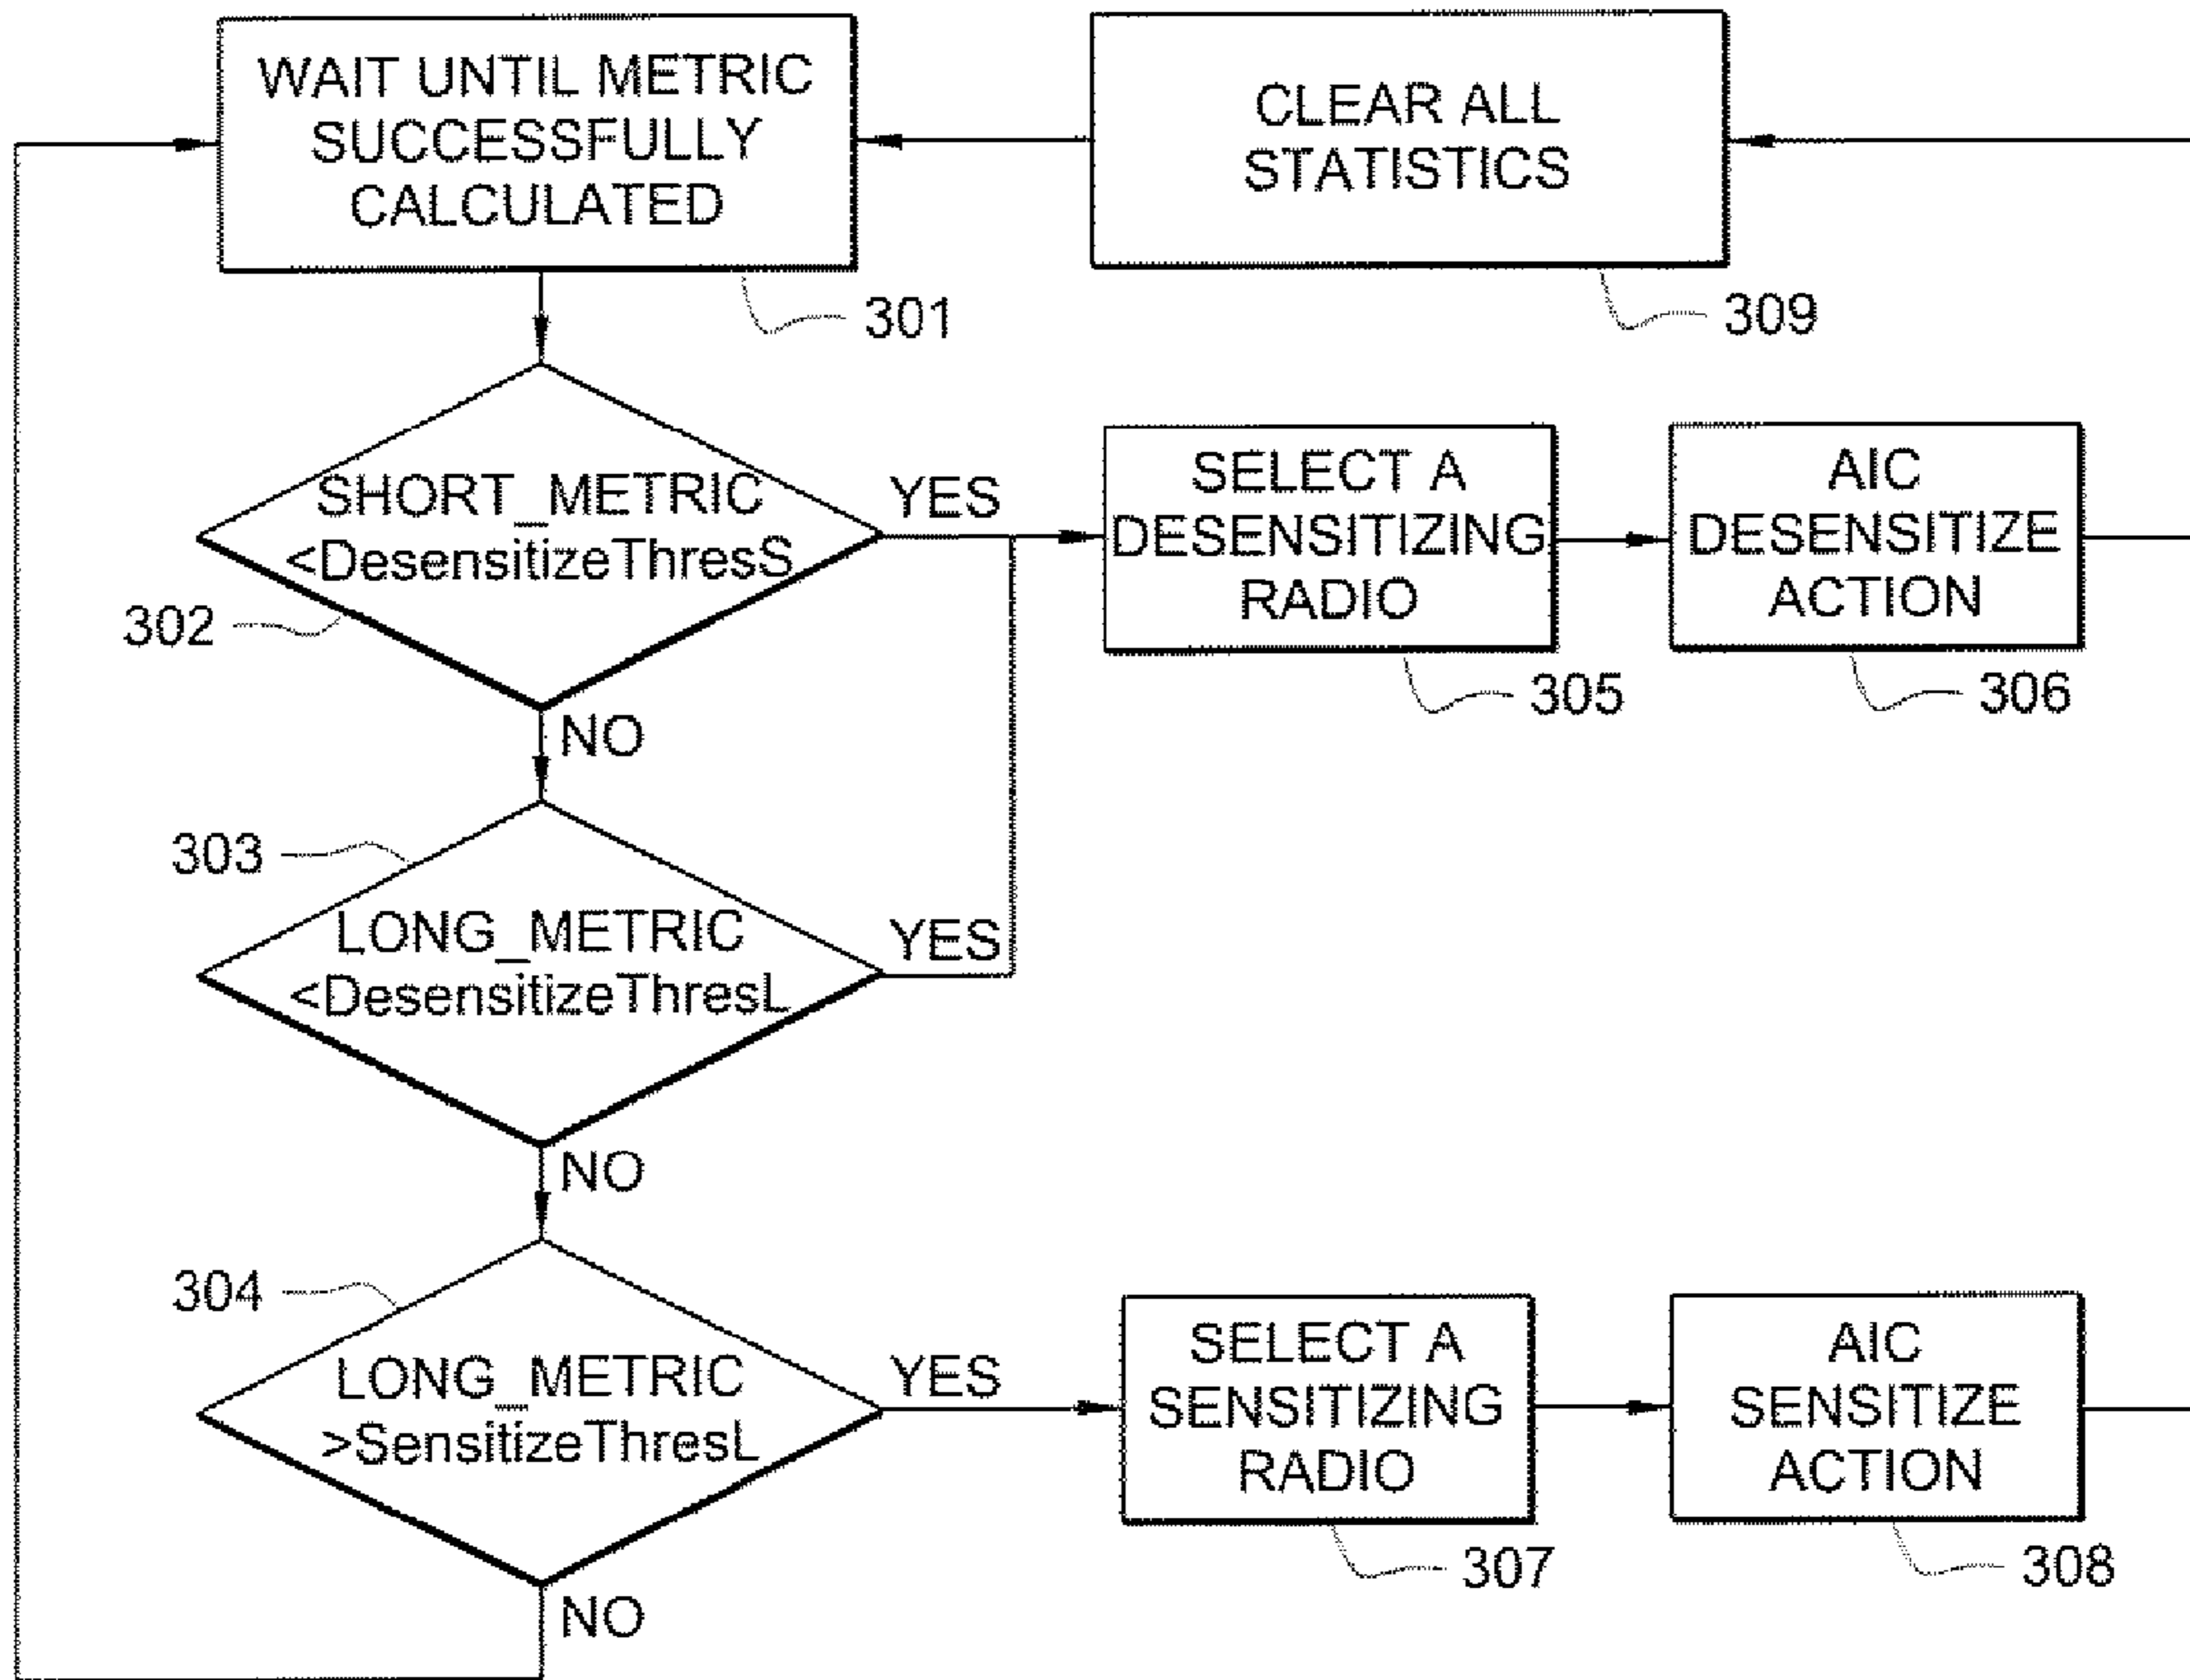 WAIT UNTIL METRIC
SUCCESSFULLY
CALCULATED
301
CLEAR ALL
STATISTICS
309
SHORT_METRIC
<DesensitizeThresS
302
YES
NO
SELECT A
DESENSITIZING
RADIO
305
AIC
DESENSITIZE
ACTION
306
303
LONG_METRIC
<DesensitizeThresL
YES
NO
304
LONG_METRIC
>SensitizeThresL
YES
NO
SELECT A
SENSITIZING
RADIO
307
AIC
SENSITIZE
ACTION
308